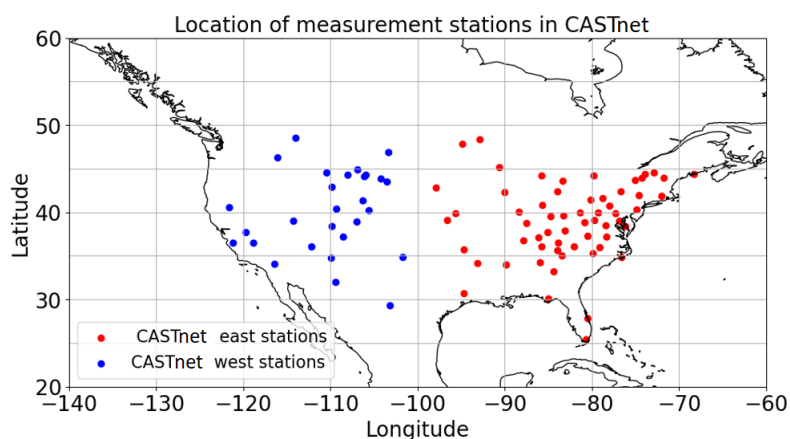 Location of measurement stations in CASTnet
60
50
40
30
20
Latitude
CASTnet east stations
CASTnet west stations
−140 −130 −120 −110 −100 −90 −80 −70 −60
Longitude